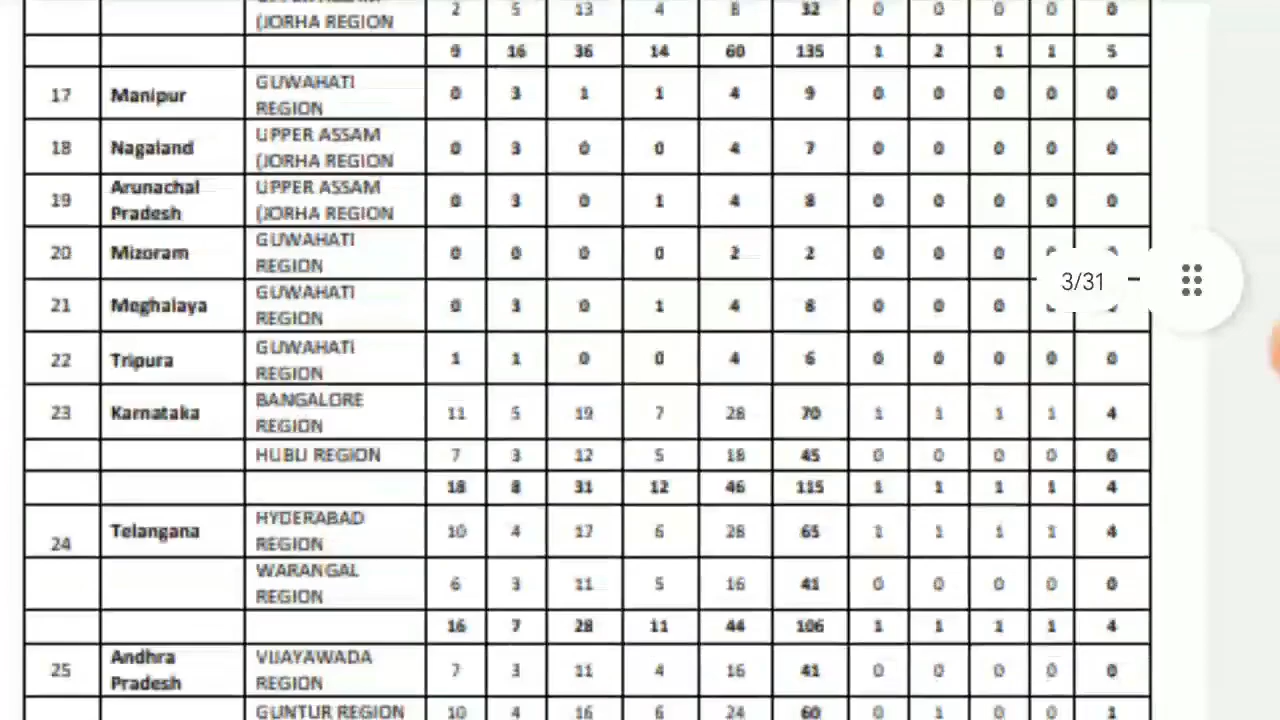 (JORHA REGION 2 5 13 4 8 32 0 0 0 0 0
9 16 36 14 60 135 1 2 1 1 5
17 Manipur GUWAHATI REGION 0 3 1 1 4 9 0 0 0 0 0
18 Nagaland UPPER ASSAM (JORHA REGION 0 3 0 0 4 7 0 0 0 0 0
19 Arunachal Pradesh UPPER ASSAM (JORHA REGION 0 3 0 1 4 8 0 0 0 0 0
20 Mizoram GUWAHATI REGION 0 0 0 0 2 2 0 0 0
3/31
21 Meghalaya GUWAHATI REGION 0 3 0 1 4 8 0 0 0
22 Tripura GUWAHATI REGION 1 1 0 0 4 6 0 0 0 0 0
23 Karnataka BANGALORE REGION 11 5 19 7 28 70 1 1 1 1 4
HUBLI REGION 7 3 12 5 18 45 0 0 0 0 0
18 8 31 12 46 115 1 1 1 1 4
24 Telangana HYDERABAD REGION 10 4 17 6 28 65 1 1 1 1 4
WARANGAL REGION 6 3 11 5 16 41 0 0 0 0 0
16 7 28 11 44 106 1 1 1 1 4
25 Andhra Pradesh VIJAYAWADA REGION 7 3 11 4 16 41 0 0 0 0 0
GUNTUR REGION 10 4 16 6 24 60 0 1 0 0 1